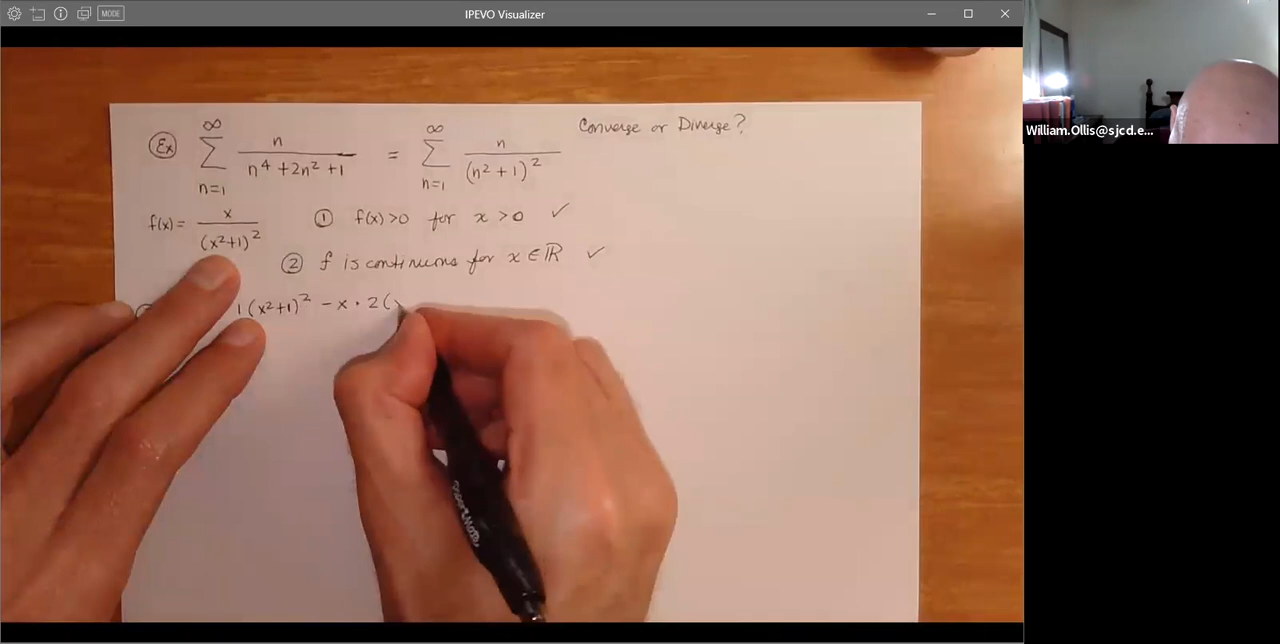 MODE
IPEVO Visualizer
Ex ∞ ∑ n=1 n / n⁴+2n²+1 = ∞ ∑ n=1 n / (n²+1)² Converge or Diverge?
f(x)= x / (x²+1)² ① f(x)>0 for x>0 ✓
② f is continuous for x∈ℝ ✓
1(x²+1)² -x·2(
William.Ollis@sjcd.e...